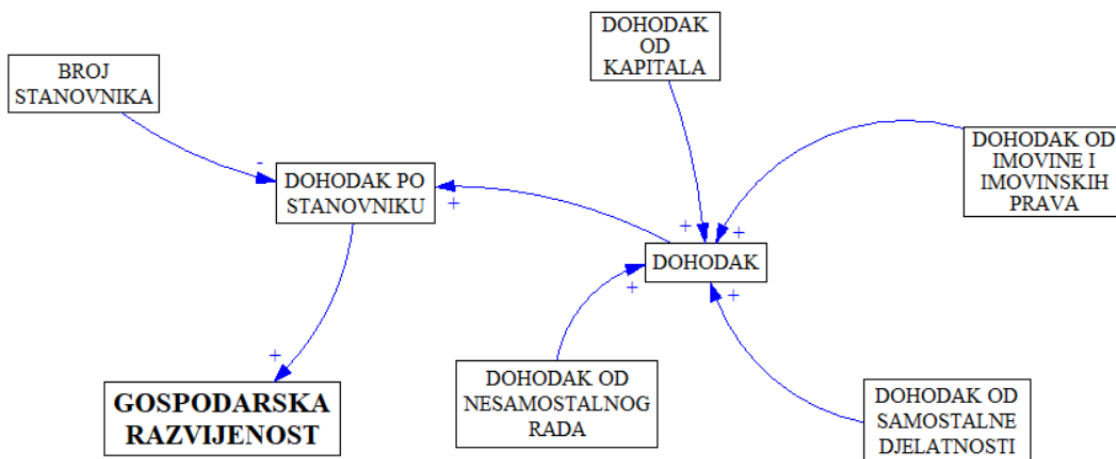 DOHODAK
OD
KAPITALA
BROJ
STANOVNIKA
DOHODAK OD
IMOVINE I
IMOVINSKIH
PRAVA
-
DOHODAK PO
STANOVNIKU
+
+
+
DOHODAK
+
+
+
GOSPODARSKA
RAZVIJENOST
DOHODAK OD
NESAMOSTALNOG
RADA
DOHODAK OD
SAMOSTALNE
DJELATNOSTI